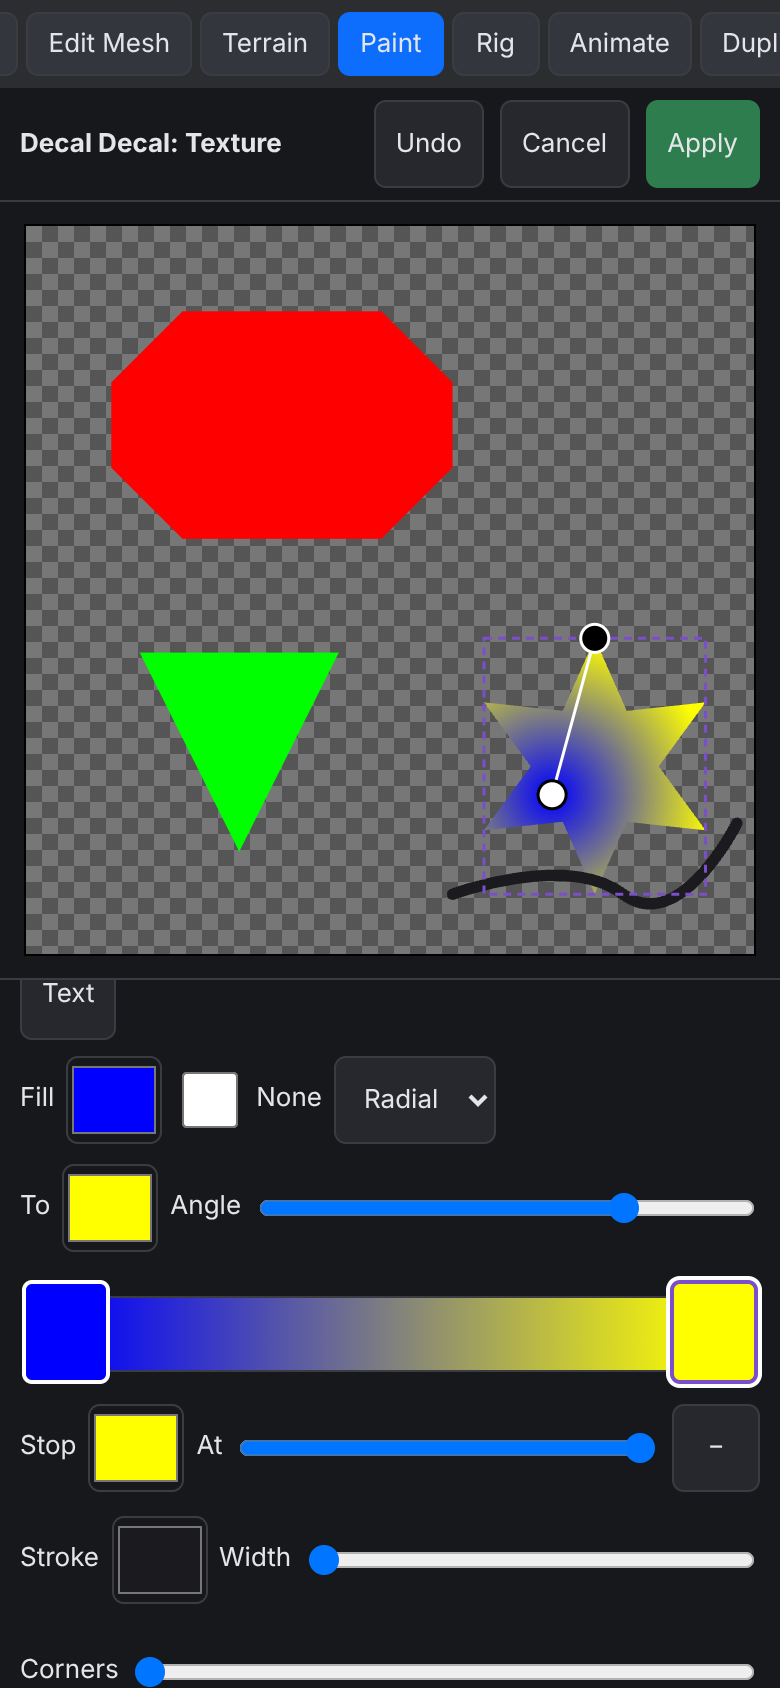 Edit Mesh Terrain Paint Rig Animate Dupl
Decal Decal: Texture Undo Cancel Apply
Text
Fill None Radial
To Angle
Stop At −
Stroke Width
Corners